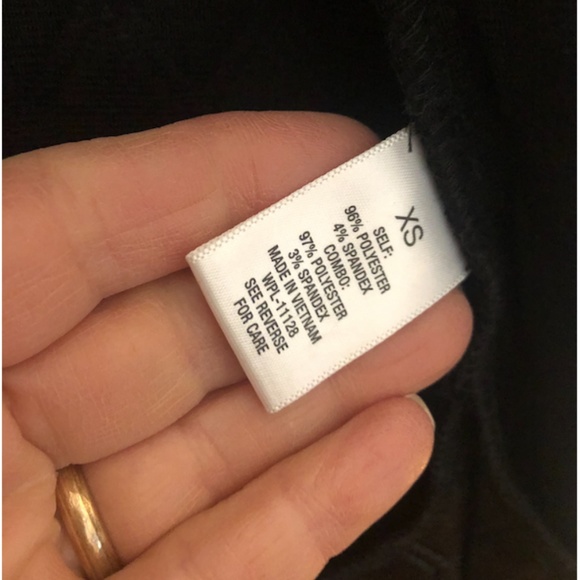 XS
SELF:
96% POLYESTER
4% SPANDEX
COMBO:
97% POLYESTER
3% SPANDEX
MADE IN VIETNAM
WPL-11128
SEE REVERSE
FOR CARE